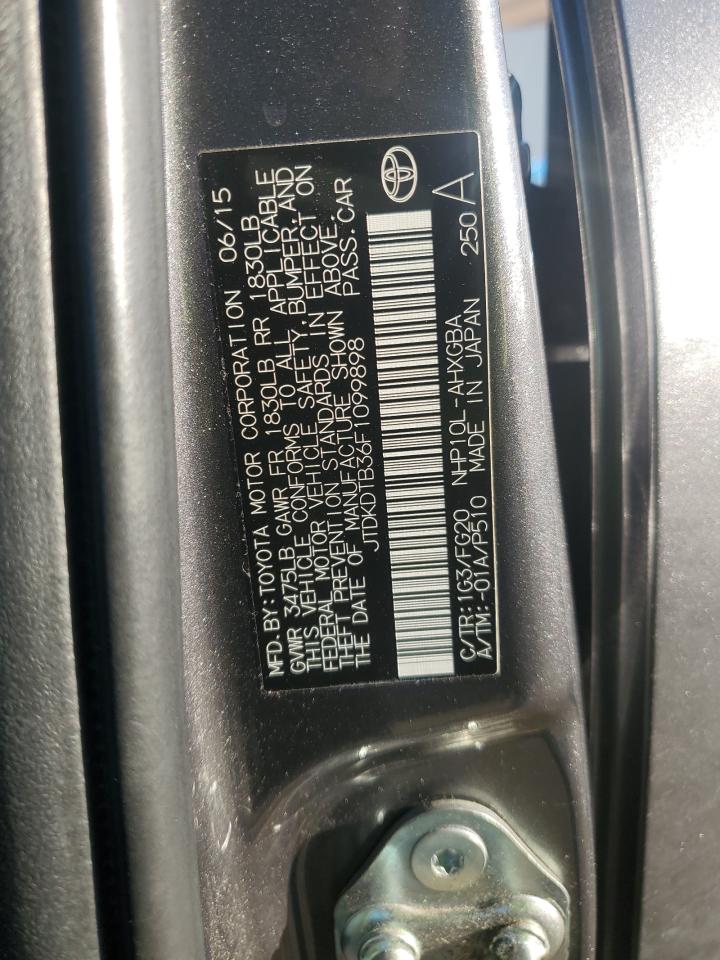 MFD. BY: TOYOTA MOTOR CORPORATION 06/15
GVWR 3475LB GAWR FR 1830LB RR 1830LB
THIS VEHICLE CONFORMS TO ALL APPLICABLE
FEDERAL MOTOR VEHICLE SAFETY, BUMPER, AND
THEFT PREVENTION STANDARDS IN EFFECT ON
THE DATE OF MANUFACTURE SHOWN ABOVE.
JTDKDTB36F1099898 PASS. CAR
C/TR: 1G3/FG20 NHP10L-AHXGBA
A/TM: -01A/P510 MADE IN JAPAN 250 A